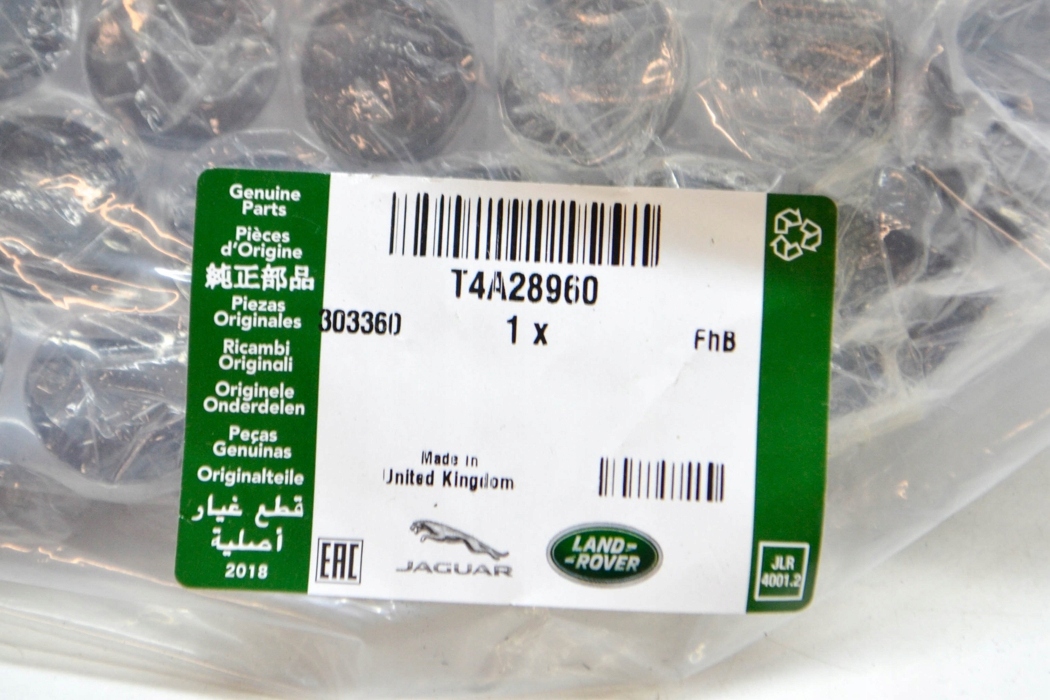 Genuine
Parts
Pièces
d'Origine
純正部品
Piezas
Originales
Ricambi
Originali
Originele
Onderdelen
Peças
Genuinas
Originalteile
قطع غيار
أصلية
2018
T4A28960
303360
1 x
FhB
Made in
United Kingdom
EAC
JAGUAR
LAND-
-ROVER
JLR
4001.2